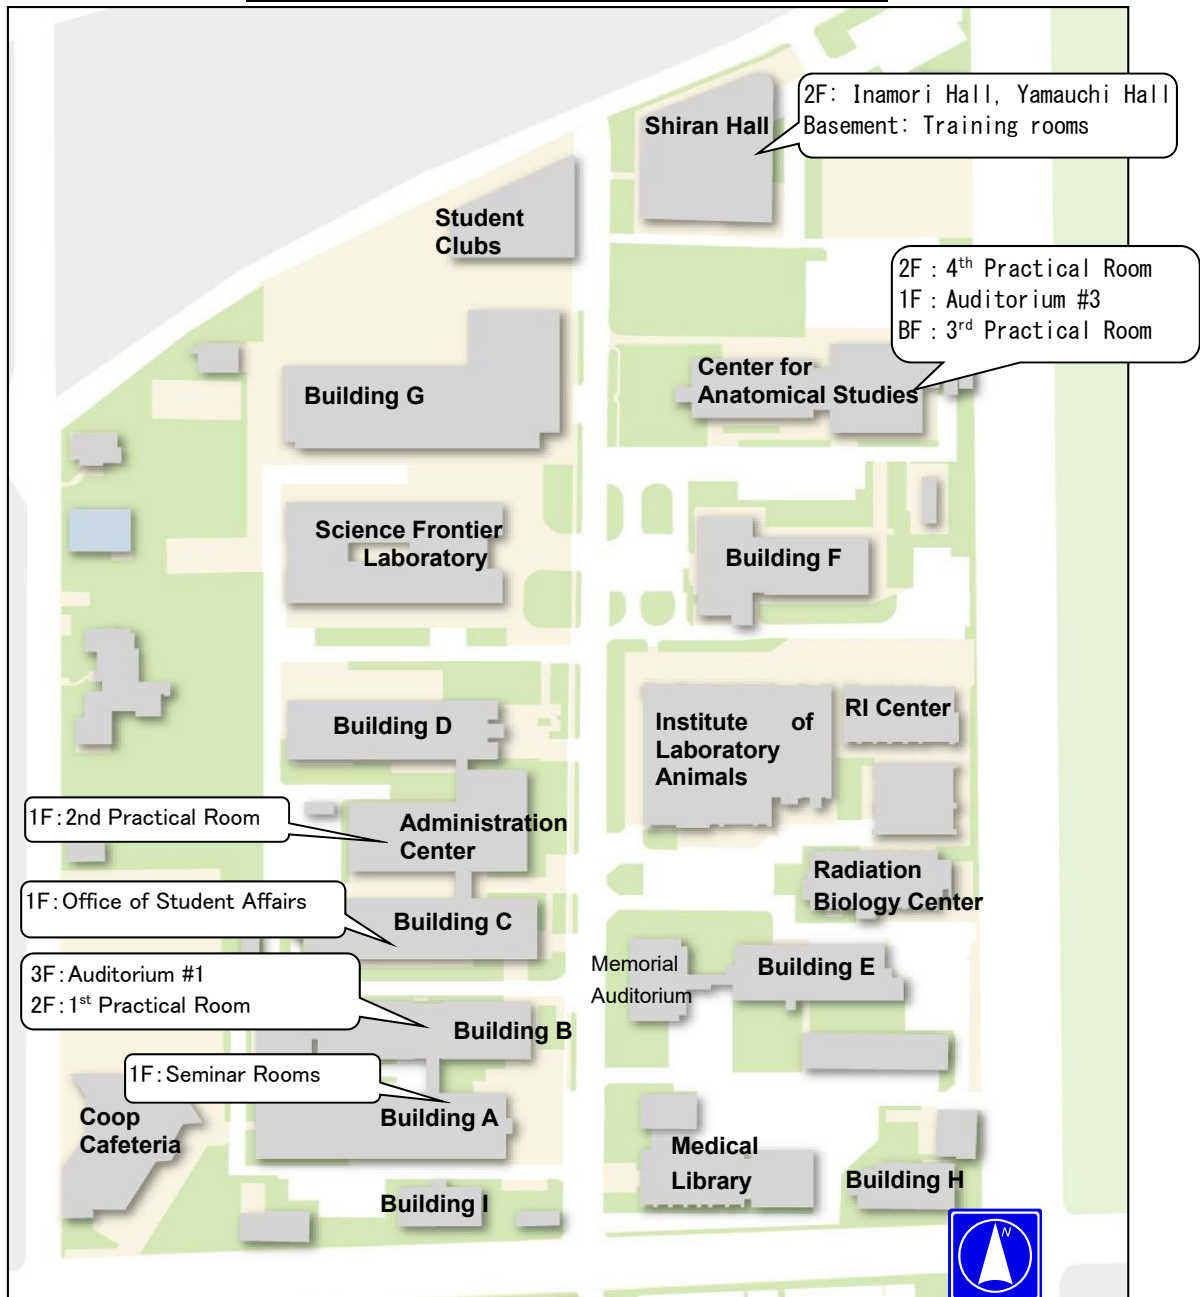 2F: Inamori Hall, Yamauchi Hall
Basement: Training rooms
Shiran Hall
Student
Clubs
2F : 4th Practical Room
1F : Auditorium #3
BF : 3rd Practical Room
Center for
Anatomical Studies
Building G
Science Frontier
Laboratory
Building F
Building D
Institute of
Laboratory
Animals
RI Center
1F:2nd Practical Room
Administration
Center
Radiation
Biology Center
1F:Office of Student Affairs
Building C
Memorial
Auditorium
Building E
3F:Auditorium #1
2F:1st Practical Room
Building B
1F:Seminar Rooms
Coop
Cafeteria
Building A
Medical
Library
Building H
Building I
N